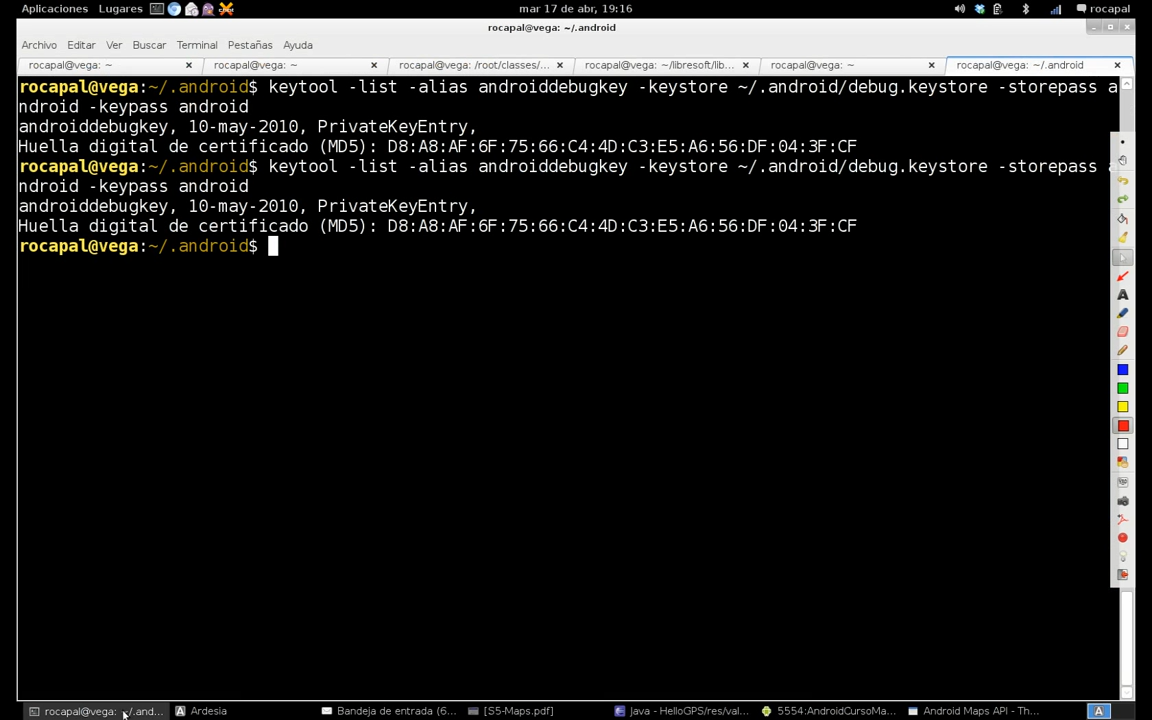 Aplicaciones Lugares mar 17 de abr, 19:16 rocapal
rocapal@vega: ~/.android
Archivo Editar Ver Buscar Terminal Pestañas Ayuda
rocapal@vega: ~ rocapal@vega: ~ rocapal@vega: /root/classes/... rocapal@vega: ~/libresoft/lib... rocapal@vega: ~ rocapal@vega: ~/.android
rocapal@vega:~/.android$ keytool -list -alias androiddebugkey -keystore ~/.android/debug.keystore -storepass a
ndroid -keypass android
androiddebugkey, 10-may-2010, PrivateKeyEntry,
Huella digital de certificado (MD5): D8:A8:AF:6F:75:66:C4:4D:C3:E5:A6:56:DF:04:3F:CF
rocapal@vega:~/.android$ keytool -list -alias androiddebugkey -keystore ~/.android/debug.keystore -storepass a
ndroid -keypass android
androiddebugkey, 10-may-2010, PrivateKeyEntry,
Huella digital de certificado (MD5): D8:A8:AF:6F:75:66:C4:4D:C3:E5:A6:56:DF:04:3F:CF
rocapal@vega:~/.android$
rocapal@vega: ~/.and... Ardesia Bandeja de entrada (6... [S5-Maps.pdf] Java - HelloGPS/res/val... 5554:AndroidCursoMa... Android Maps API - Th...